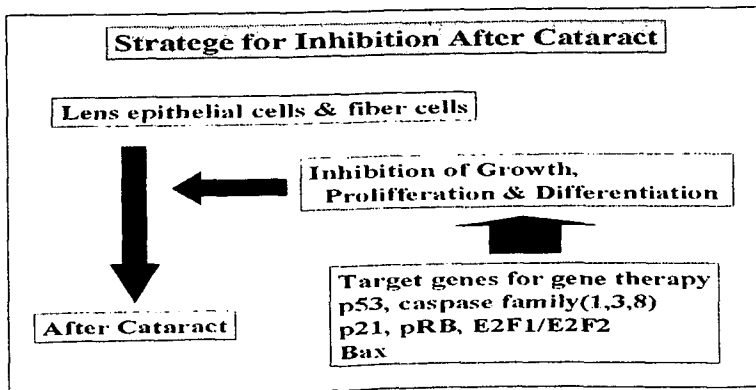 Stratege for Inhibition After Cataract
Lens epithelial cells & fiber cells
Inhibition of Growth,
Prolifferation & Differentiation
Target genes for gene therapy
p53, caspase family(1,3,8)
p21, pRB, E2F1/E2F2
Bax
After Cataract